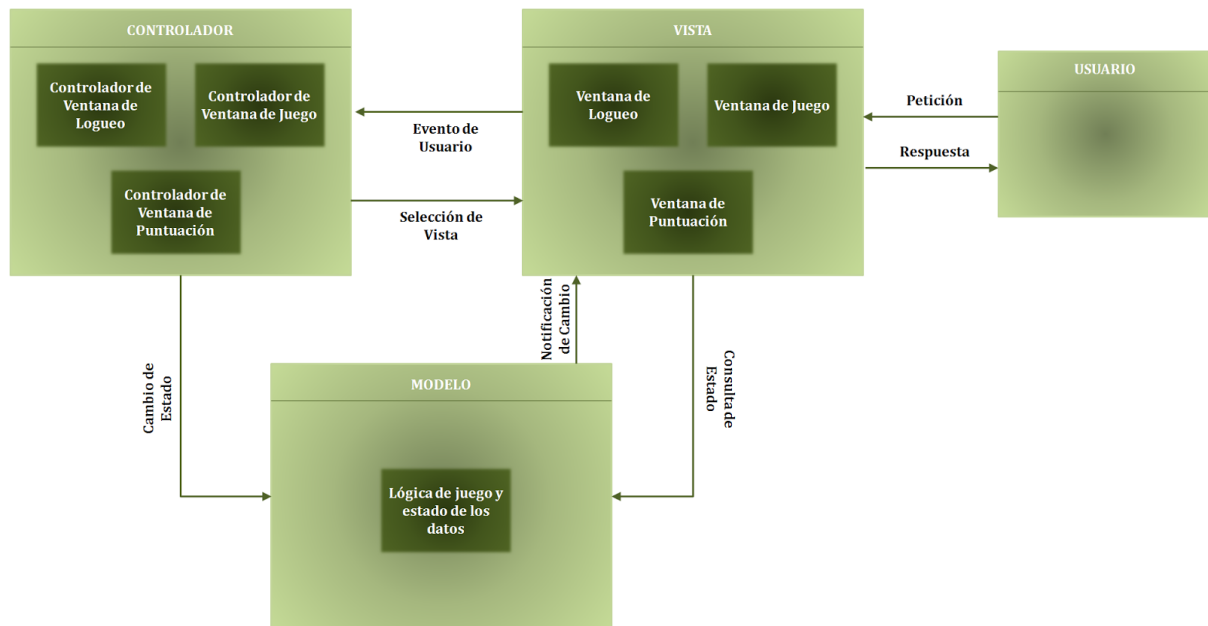 CONTROLADOR
Controlador de
Ventana de
Logueo
Controlador de
Ventana de Juego
Controlador de
Ventana de
Puntuación
Evento de
Usuario
Selección de
Vista
VISTA
Ventana de
Logueo
Ventana de Juego
Ventana de
Puntuación
Petición
Respuesta
USUARIO
Cambio de
Estado
Notificación
de Cambio
Consulta de
Estado
MODELO
Lógica de juego y
estado de los
datos